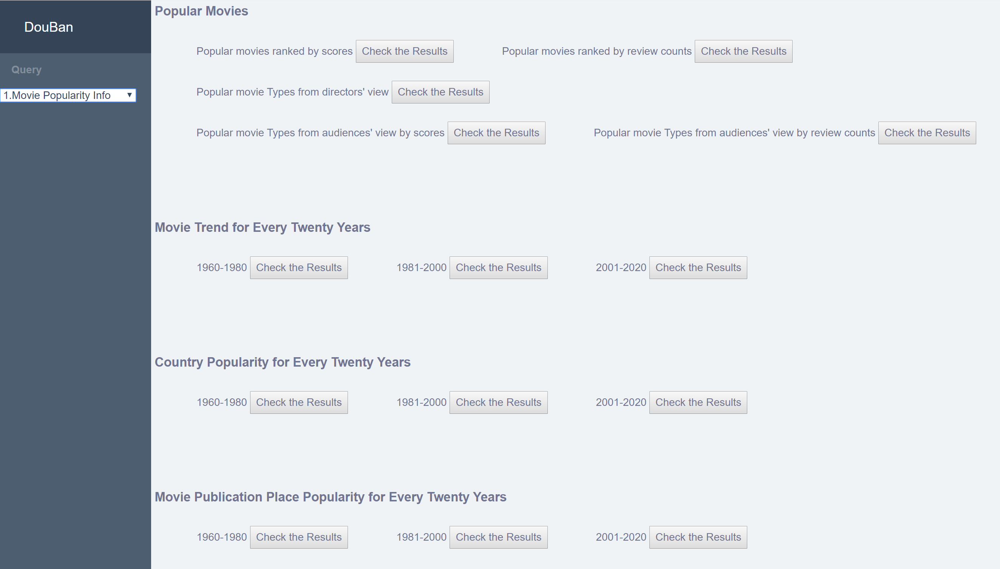 DouBan
Query
1.Movie Popularity Info
Popular Movies
Popular movies ranked by scores Check the Results Popular movies ranked by review counts Check the Results
Popular movie Types from directors' view Check the Results
Popular movie Types from audiences' view by scores Check the Results Popular movie Types from audiences' view by review counts Check the Results
Movie Trend for Every Twenty Years
1960-1980 Check the Results 1981-2000 Check the Results 2001-2020 Check the Results
Country Popularity for Every Twenty Years
1960-1980 Check the Results 1981-2000 Check the Results 2001-2020 Check the Results
Movie Publication Place Popularity for Every Twenty Years
1960-1980 Check the Results 1981-2000 Check the Results 2001-2020 Check the Results